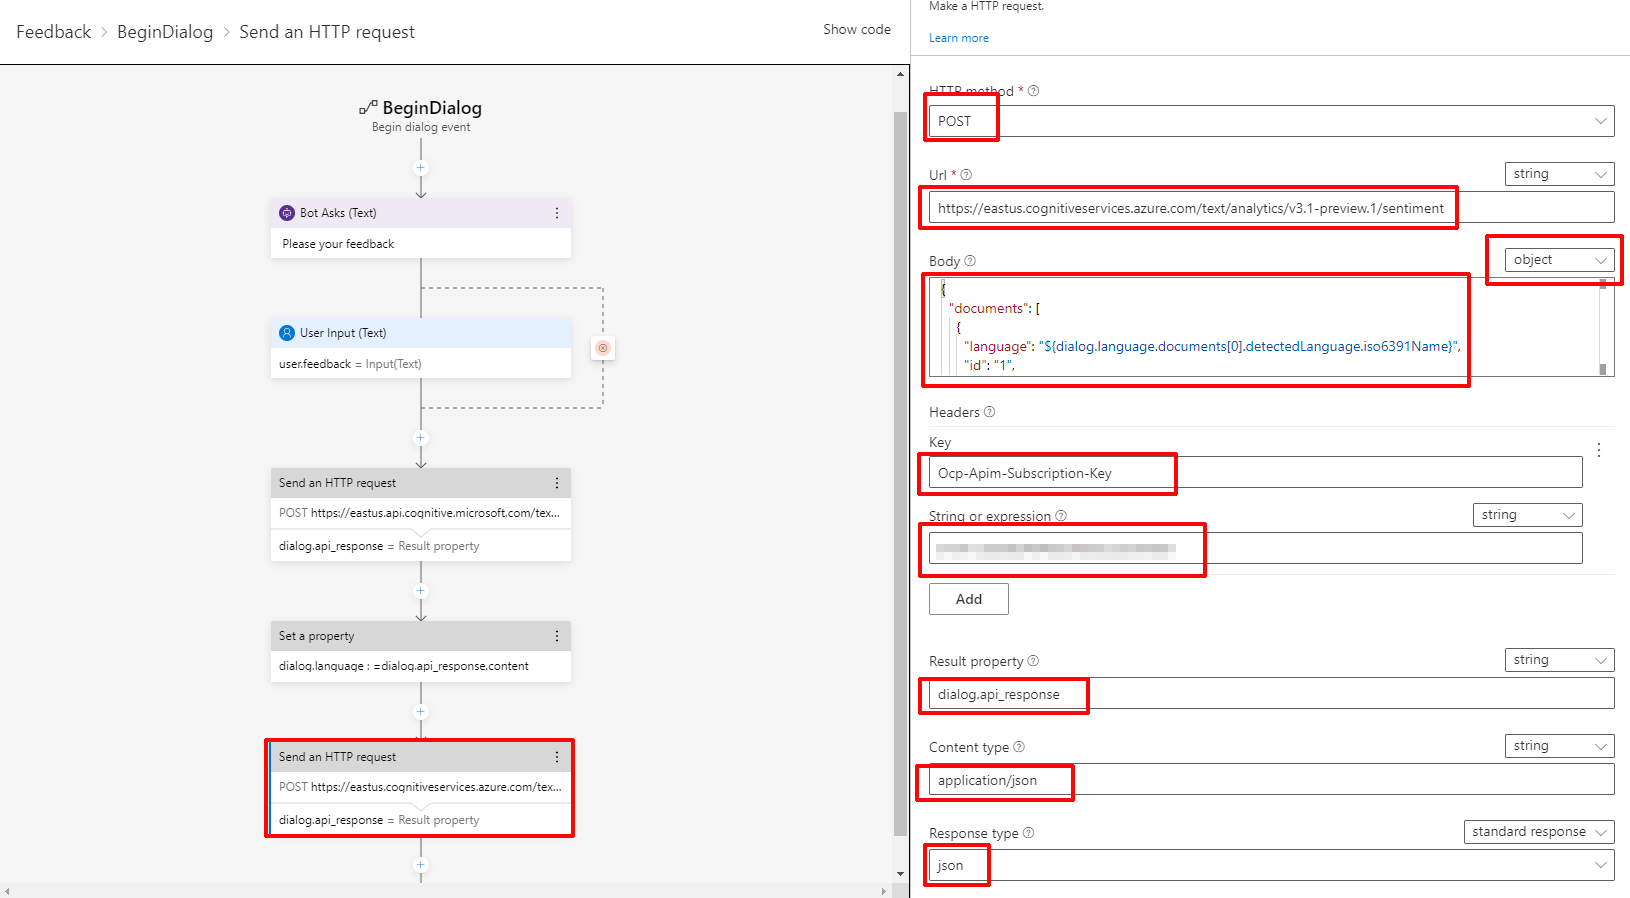 Feedback > BeginDialog > Send an HTTP request
Show code
BeginDialog
Begin dialog event
Bot Asks (Text)
Please your feedback
User Input (Text)
user.feedback = Input(Text)
Send an HTTP request
POST https://eastus.api.cognitive.microsoft.com/tex...
dialog.api_response = Result property
Set a property
dialog.language : =dialog.api_response.content
Send an HTTP request
POST https://eastus.cognitiveservices.azure.com/tex...
dialog.api_response = Result property
Make a HTTP request.
Learn more
HTTP method *
POST
Url *
string
https://eastus.cognitiveservices.azure.com/text/analytics/v3.1-preview.1/sentiment
Body
object
{
"documents": [
{
"language": "${dialog.language.documents[0].detectedLanguage.iso6391Name}",
"id": "1",
Headers
Key
Ocp-Apim-Subscription-Key
String or expression
string
Add
Result property
string
dialog.api_response
Content type
string
application/json
Response type
standard response
json